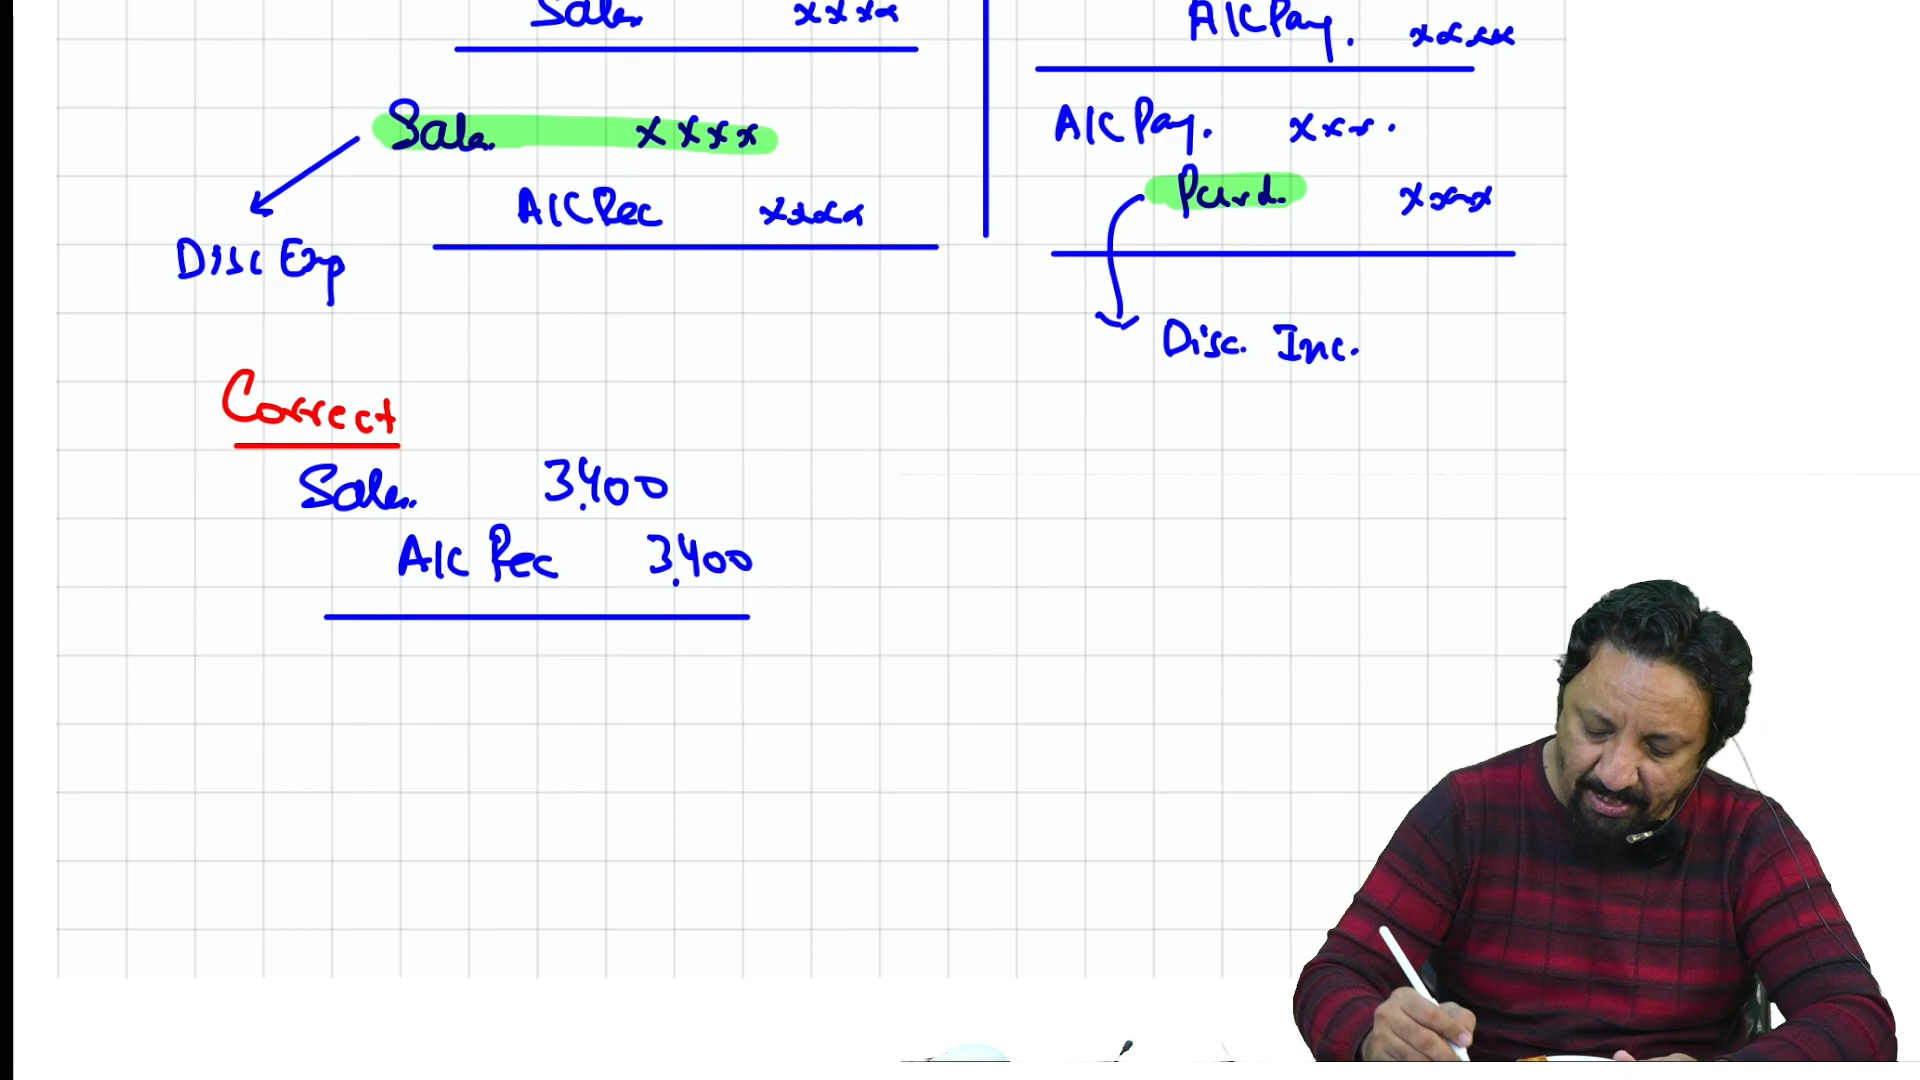 Sales xxxx
A/C Pay. xxxx
Sales xxxx
A/C Rec xxxx
Disc Exp
A/C Pay. xxx.
Purch. xxxx
Disc. Inc.
Correct
Sales 3,400
A/C Rec 3,400